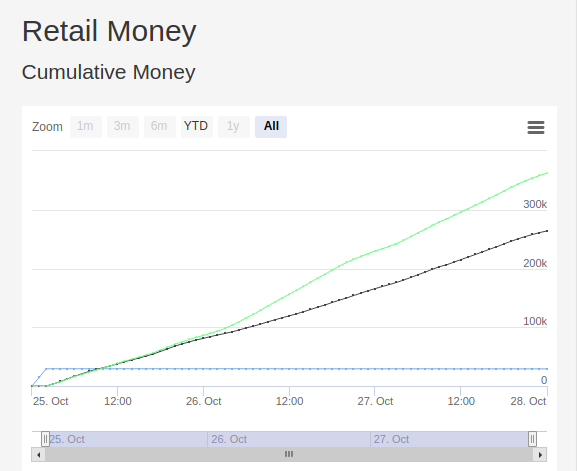 Retail Money
Cumulative Money
Zoom 1m 3m 6m YTD 1y All
300k
200k
100k
0
25. Oct 12:00 26. Oct 12:00 27. Oct 12:00 28. Oct
25. Oct 26. Oct 27. Oct